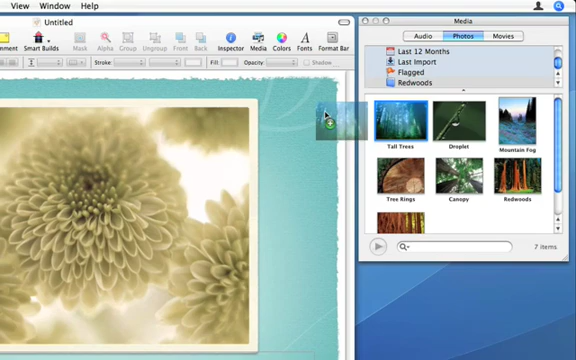 View Window Help
Untitled
Media
Smart Builds Mask Alpha Group Ungroup Front Back Inspector Media Colors Fonts Format Bar
Stroke: Fill: Opacity: Shadow
Audio Photos Movies
Last 12 Months
Last Import
Flagged
Redwoods
Tall Trees Droplet Mountain Fog
Tree Rings Canopy Redwoods
7 items